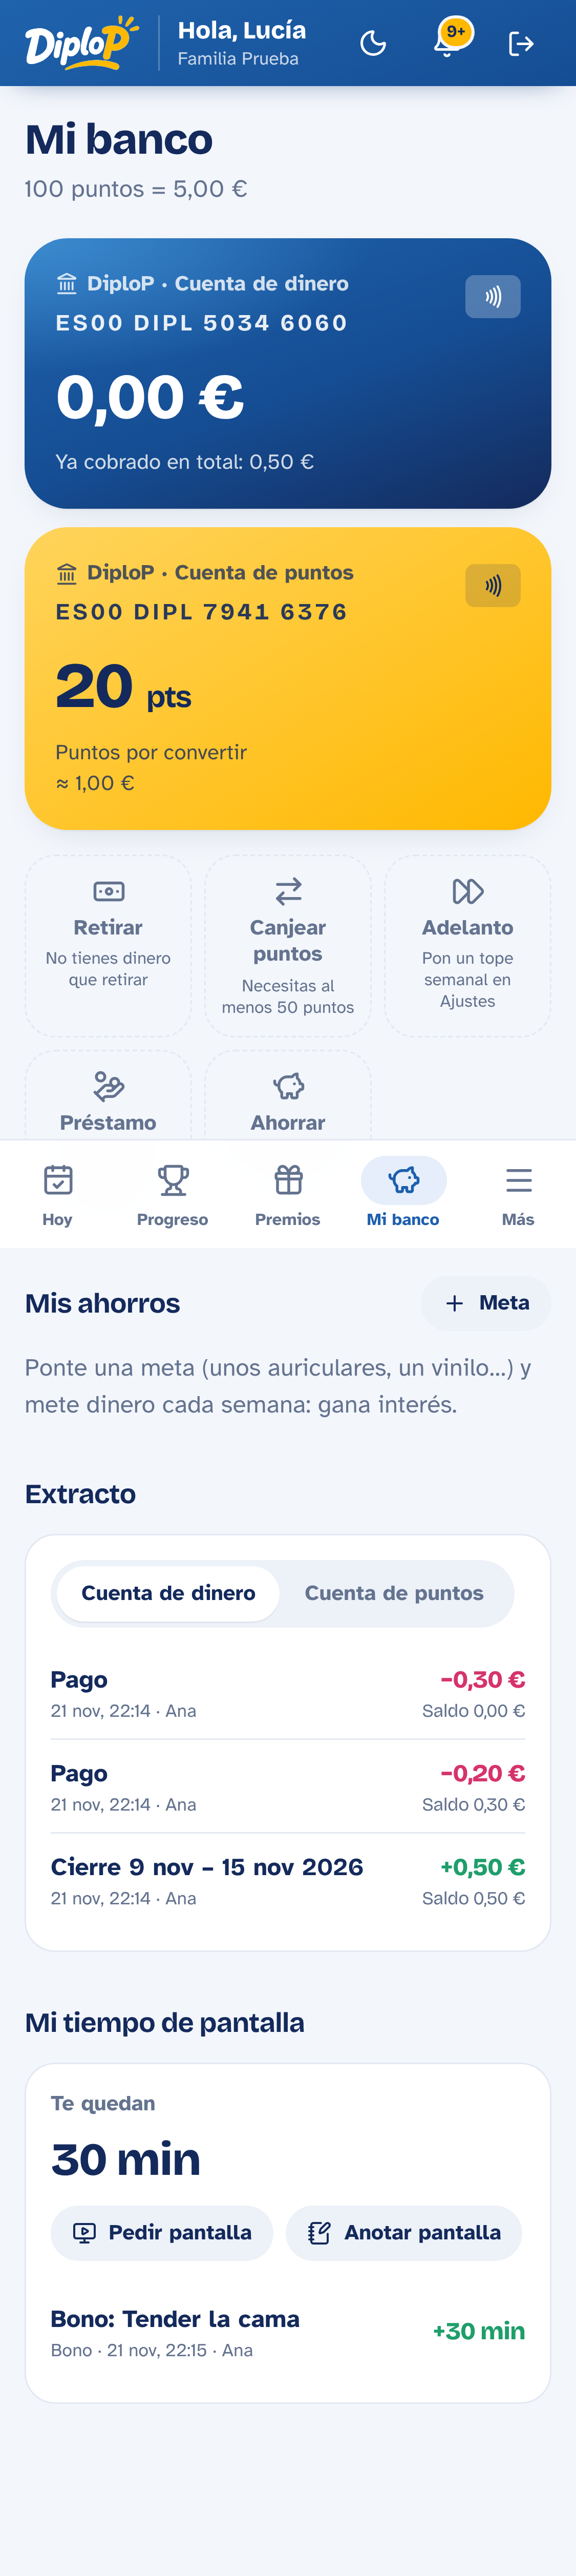 DiploP
Hola, Lucía
Familia Prueba
9+
Mi banco
100 puntos = 5,00 €
DiploP · Cuenta de dinero
ES00 DIPL 5034 6060
0,00 €
Ya cobrado en total: 0,50 €
DiploP · Cuenta de puntos
ES00 DIPL 7941 6376
20 pts
Puntos por convertir
≈ 1,00 €
Retirar
No tienes dinero
que retirar
Canjear
puntos
Necesitas al
menos 50 puntos
Adelanto
Pon un tope
semanal en
Ajustes
Préstamo
Ahorrar
Hoy
Progreso
Premios
Mi banco
Más
Mis ahorros
+ Meta
Ponte una meta (unos auriculares, un vinilo...) y
mete dinero cada semana: gana interés.
Extracto
Cuenta de dinero
Cuenta de puntos
Pago
−0,30 €
21 nov, 22:14 · Ana
Saldo 0,00 €
Pago
−0,20 €
21 nov, 22:14 · Ana
Saldo 0,30 €
Cierre 9 nov – 15 nov 2026
+0,50 €
21 nov, 22:14 · Ana
Saldo 0,50 €
Mi tiempo de pantalla
Te quedan
30 min
Pedir pantalla
Anotar pantalla
Bono: Tender la cama
+30 min
Bono · 21 nov, 22:15 · Ana